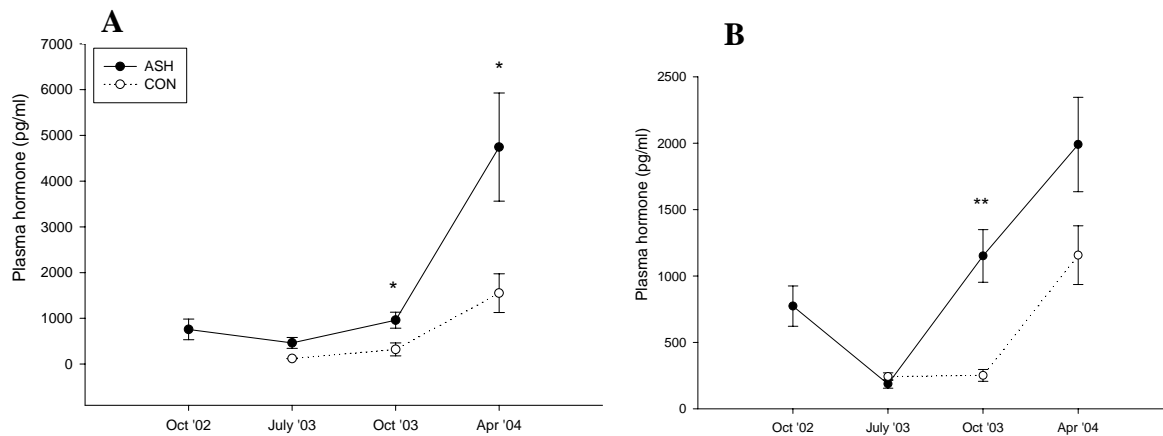 A
Plasma hormone (pg/ml)
7000
6000
5000
4000
3000
2000
1000
0
ASH
CON
*
*
Oct '02
July '03
Oct '03
Apr '04
B
Plasma hormone (pg/ml)
2500
2000
1500
1000
500
0
**
Oct '02
July '03
Oct '03
Apr '04